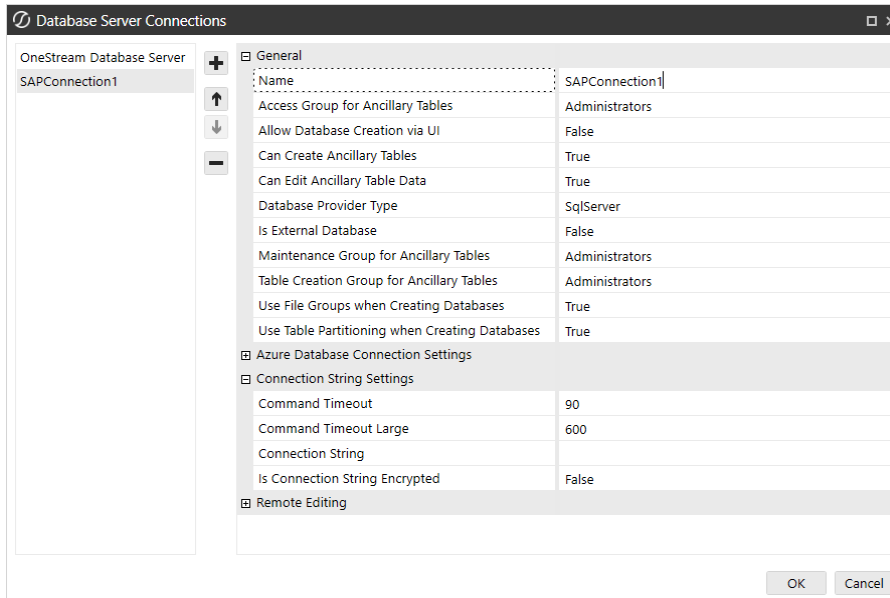 Database Server Connections
OneStream Database Server
SAPConnection1
General
Name SAPConnection1
Access Group for Ancillary Tables Administrators
Allow Database Creation via UI False
Can Create Ancillary Tables True
Can Edit Ancillary Table Data True
Database Provider Type SqlServer
Is External Database False
Maintenance Group for Ancillary Tables Administrators
Table Creation Group for Ancillary Tables Administrators
Use File Groups when Creating Databases True
Use Table Partitioning when Creating Databases True
Azure Database Connection Settings
Connection String Settings
Command Timeout 90
Command Timeout Large 600
Connection String
Is Connection String Encrypted False
Remote Editing
OK Cancel